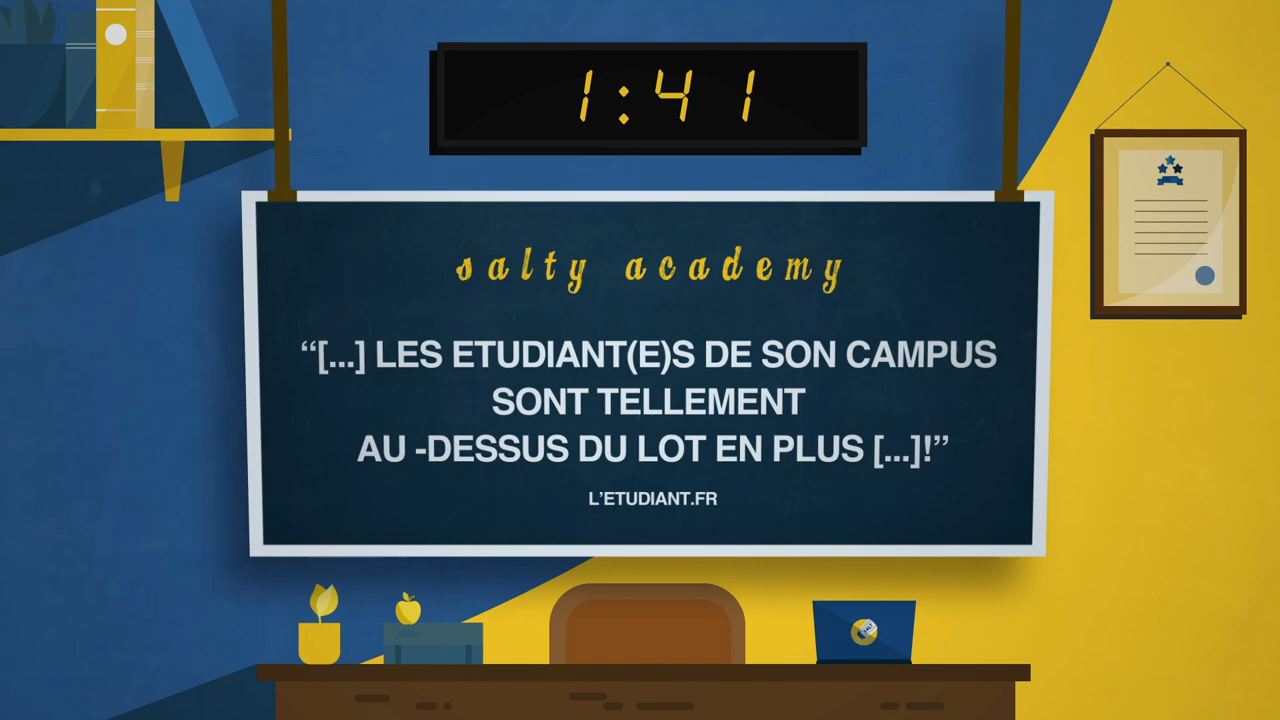 1:41
salty academy
“[...] LES ETUDIANT(E)S DE SON CAMPUS
SONT TELLEMENT
AU -DESSUS DU LOT EN PLUS [...]!”
L’ETUDIANT.FR